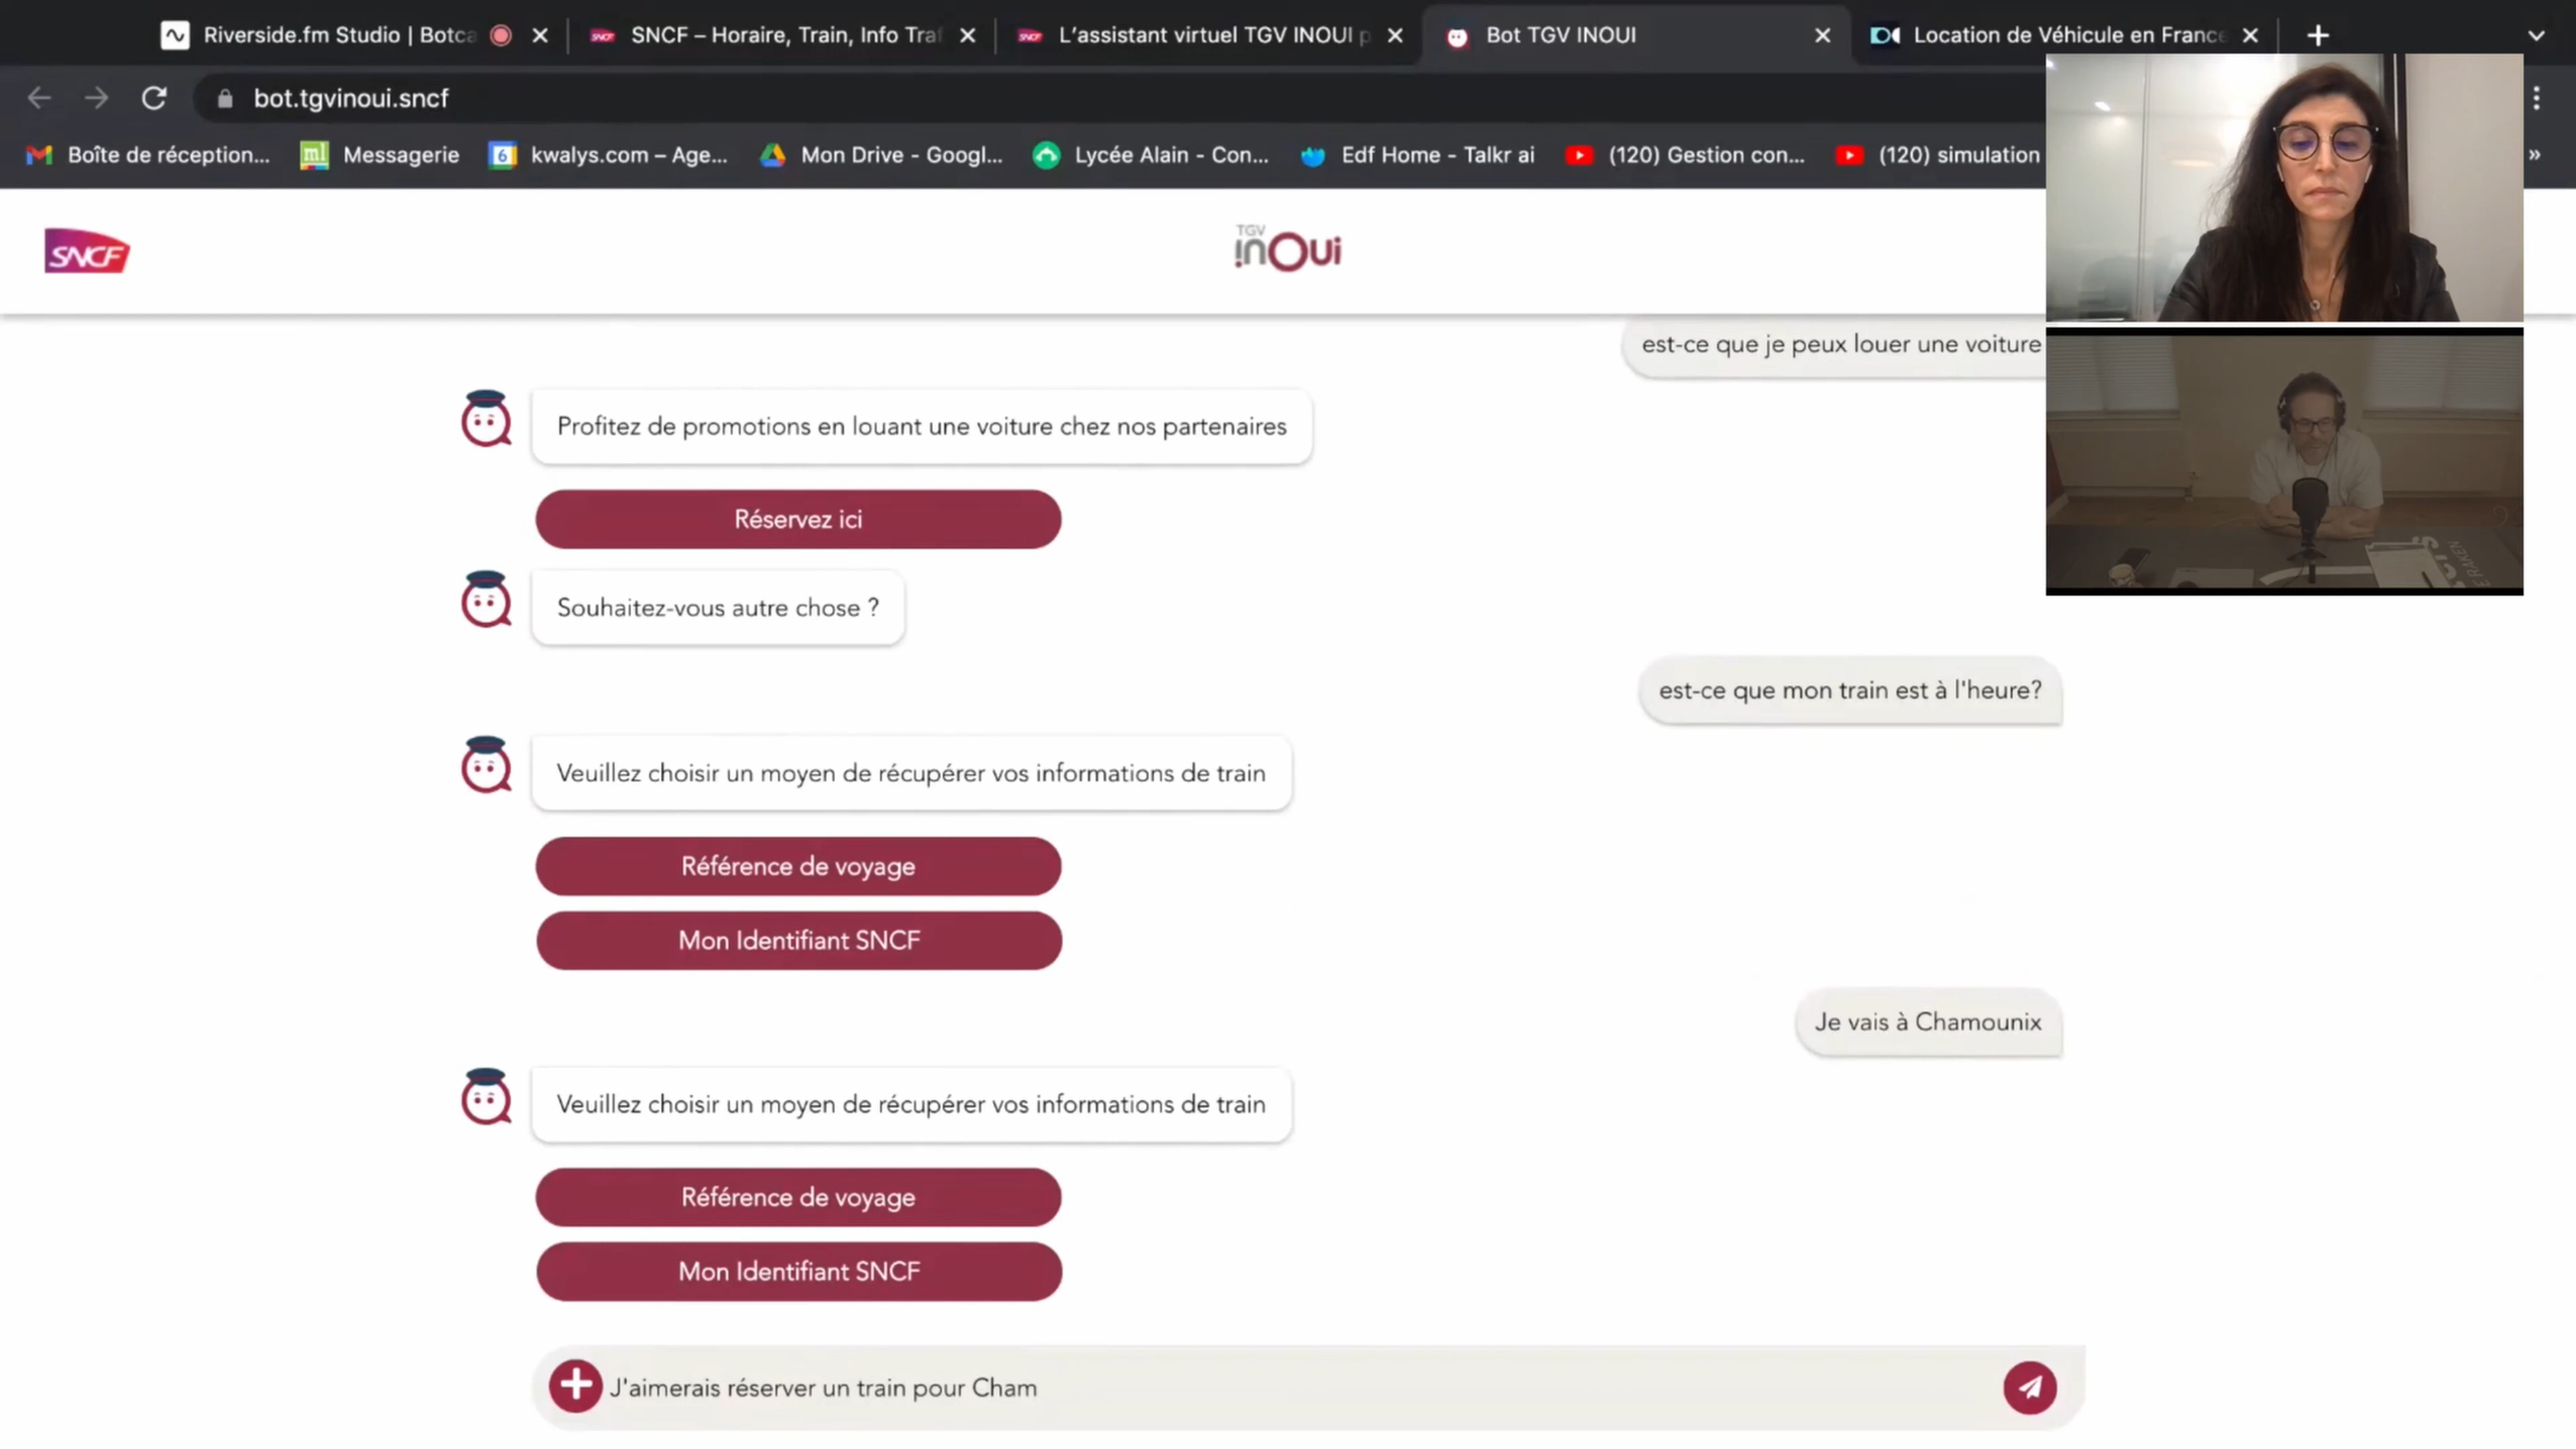 Riverside.fm Studio | Botca
SNCF – Horaire, Train, Info Traf
L'assistant virtuel TGV INOUI p
Bot TGV INOUI
Location de Véhicule en France
bot.tgvinoui.sncf
Boîte de réception...
Messagerie
kwalys.com – Age...
Mon Drive - Googl...
Lycée Alain - Con...
Edf Home - Talkr ai
(120) Gestion con...
(120) simulation
SNCF
TGV
inOui
est-ce que je peux louer une voiture
Profitez de promotions en louant une voiture chez nos partenaires
Réservez ici
Souhaitez-vous autre chose ?
est-ce que mon train est à l'heure?
Veuillez choisir un moyen de récupérer vos informations de train
Référence de voyage
Mon Identifiant SNCF
Je vais à Chamounix
Veuillez choisir un moyen de récupérer vos informations de train
Référence de voyage
Mon Identifiant SNCF
J'aimerais réserver un train pour Cham